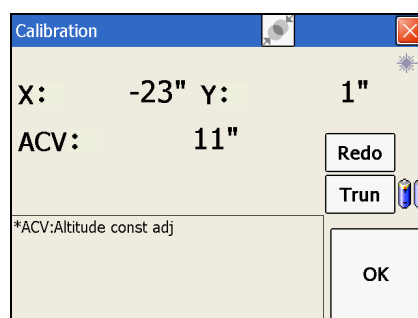 Calibration
X: -23" Y: 1"
ACV: 11"
Redo
Trun
*ACV:Altitude const adj
OK